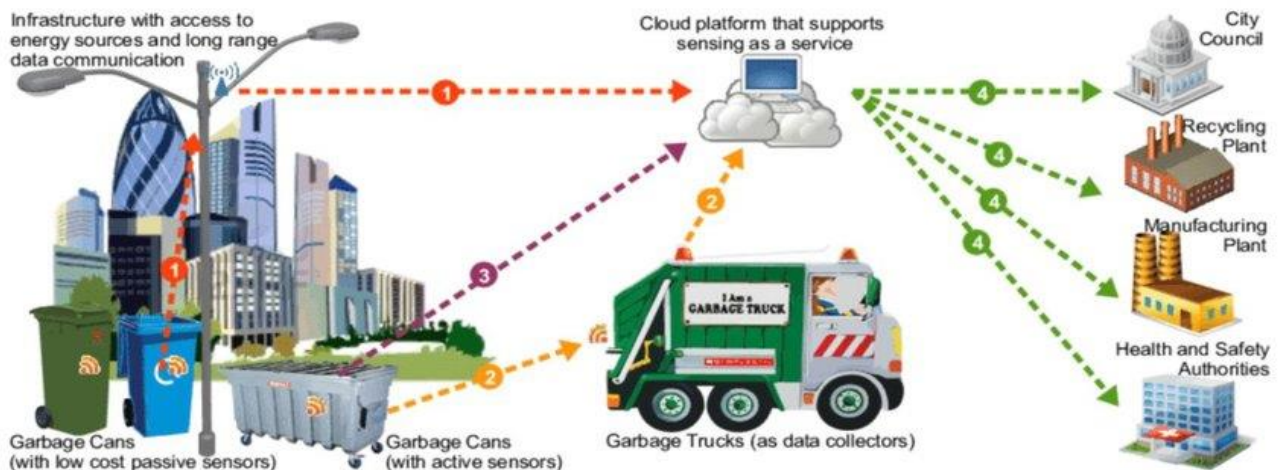 Infrastructure with access to
energy sources and long range
data communication
Cloud platform that supports
sensing as a service
City
Council
1
4
Recycling
Plant
4
2
4
Manufacturing
Plant
1
3
4
I Am a
GARBAGE TRUCK
2
Health and Safety
Authorities
Garbage Cans
(with low cost passive sensors)
Garbage Cans
(with active sensors)
Garbage Trucks (as data collectors)